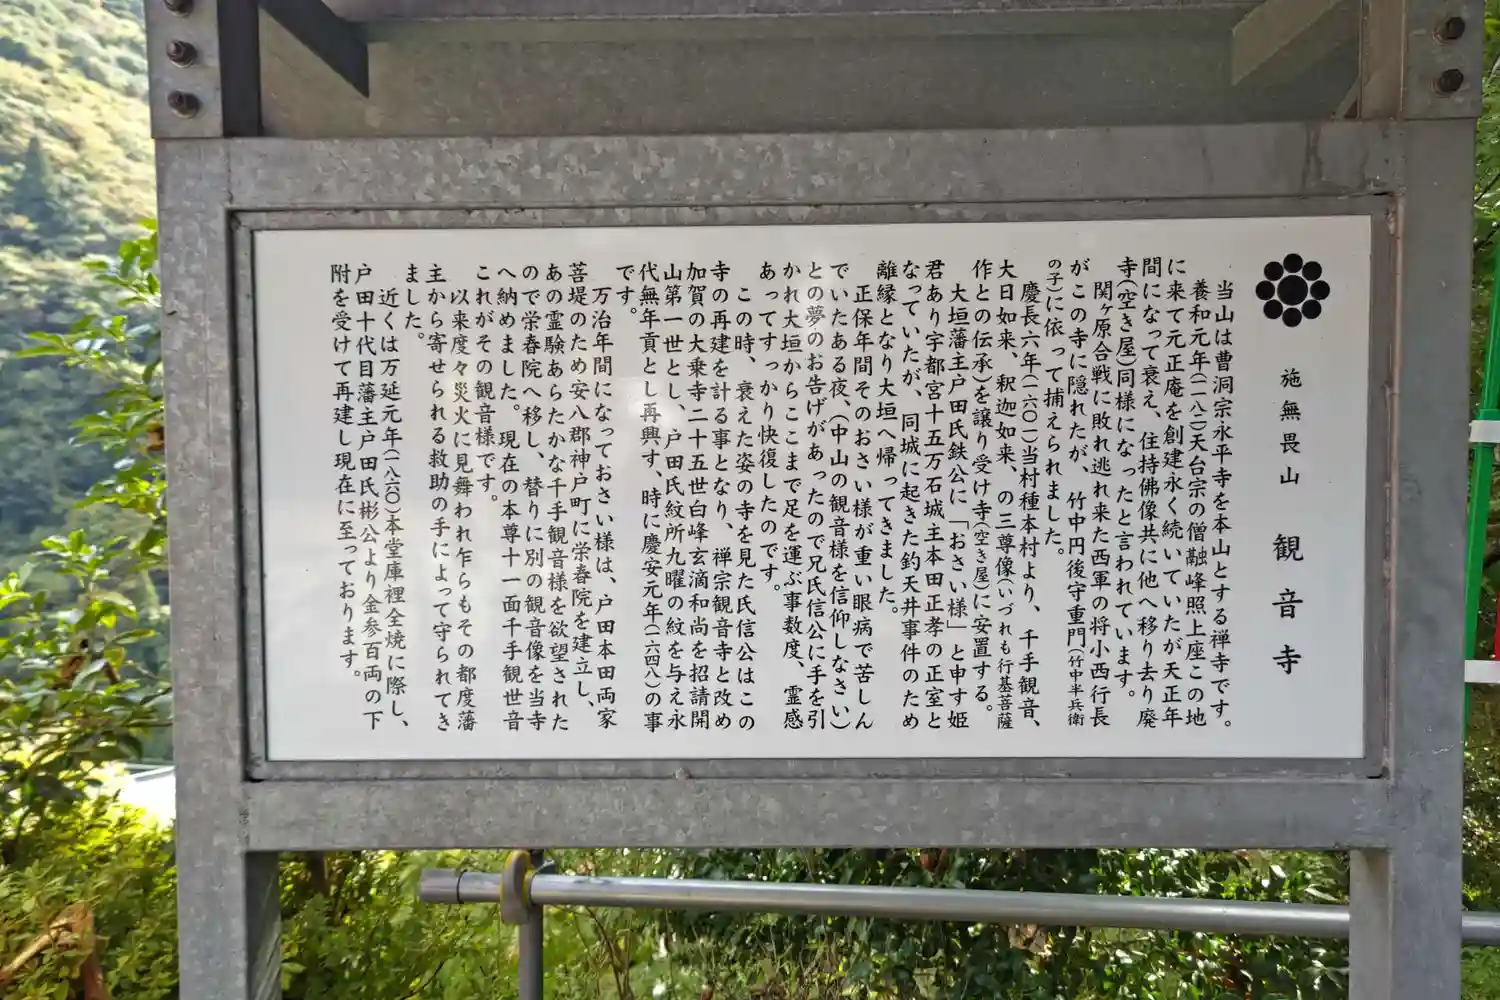 施無畏山　観音寺
当山は曹洞宗永平寺を本山とする禅寺です。
養和元年(一一八一)天台宗の僧融峰照上座この地
に来て元正庵を創建永く続いていたが天正年
間になって衰え、住持佛像共に他へ移り去り廃
寺(空き屋)同様になったと言われています。
関ヶ原合戦に敗れ逃れ来た西軍の将小西行長
がこの寺に隠れたが、竹中円後守重門(竹中半兵衛
の子)に依って捕えられました。
慶長六年(一六〇一)当村種本村より、千手観音、
大日如来、釈迦如来、の三尊像(いづれも行基菩薩
作との伝承)を譲り受け寺(空き屋)に安置する。
大垣藩主戸田氏鉄公に「おさい様」と申す姫
君あり宇都宮十五万石城主本田正孝の正室と
なっていたが、同城に起きた釣天井事件のため
離縁となり大垣へ帰ってきました。
正保年間そのおさい様が重い眼病で苦しん
でいたある夜、(中山の観音様を信仰しなさい)
との夢のお告げがあったので兄氏信公に手を引
かれ大垣からここまで足を運ぶ事数度、霊感
あってすっかり快復したのです。
この時、衰えた姿の寺を見た氏信公はこの
寺の再建を計る事となり、禅宗観音寺と改め
加賀の大乗寺二十五世白峰玄滴和尚を招請開
山第一世とし、戸田氏紋所九曜の紋を与え永
代無年貢とし再興す、時に慶安元年(一六四八)の事
です。
万治年間になっておさい様は、戸田本田両家
菩堤のため安八郡神戸町に栄春院を建立し、
あの霊験あらたかな千手観音様を欲望された
ので栄春院へ移し、替りに別の観音像を当寺
へ納めました。現在の本尊十一面千手観世音
これがその観音様です。
以来度々災火に見舞われ乍らもその都度藩
主から寄せられる救助の手によって守られてき
ました。
近くは万延元年(一八六〇)本堂庫裡全焼に際し、
戸田十代目藩主戸田氏彬公より金参百両の下
附を受けて再建し現在に至っております。